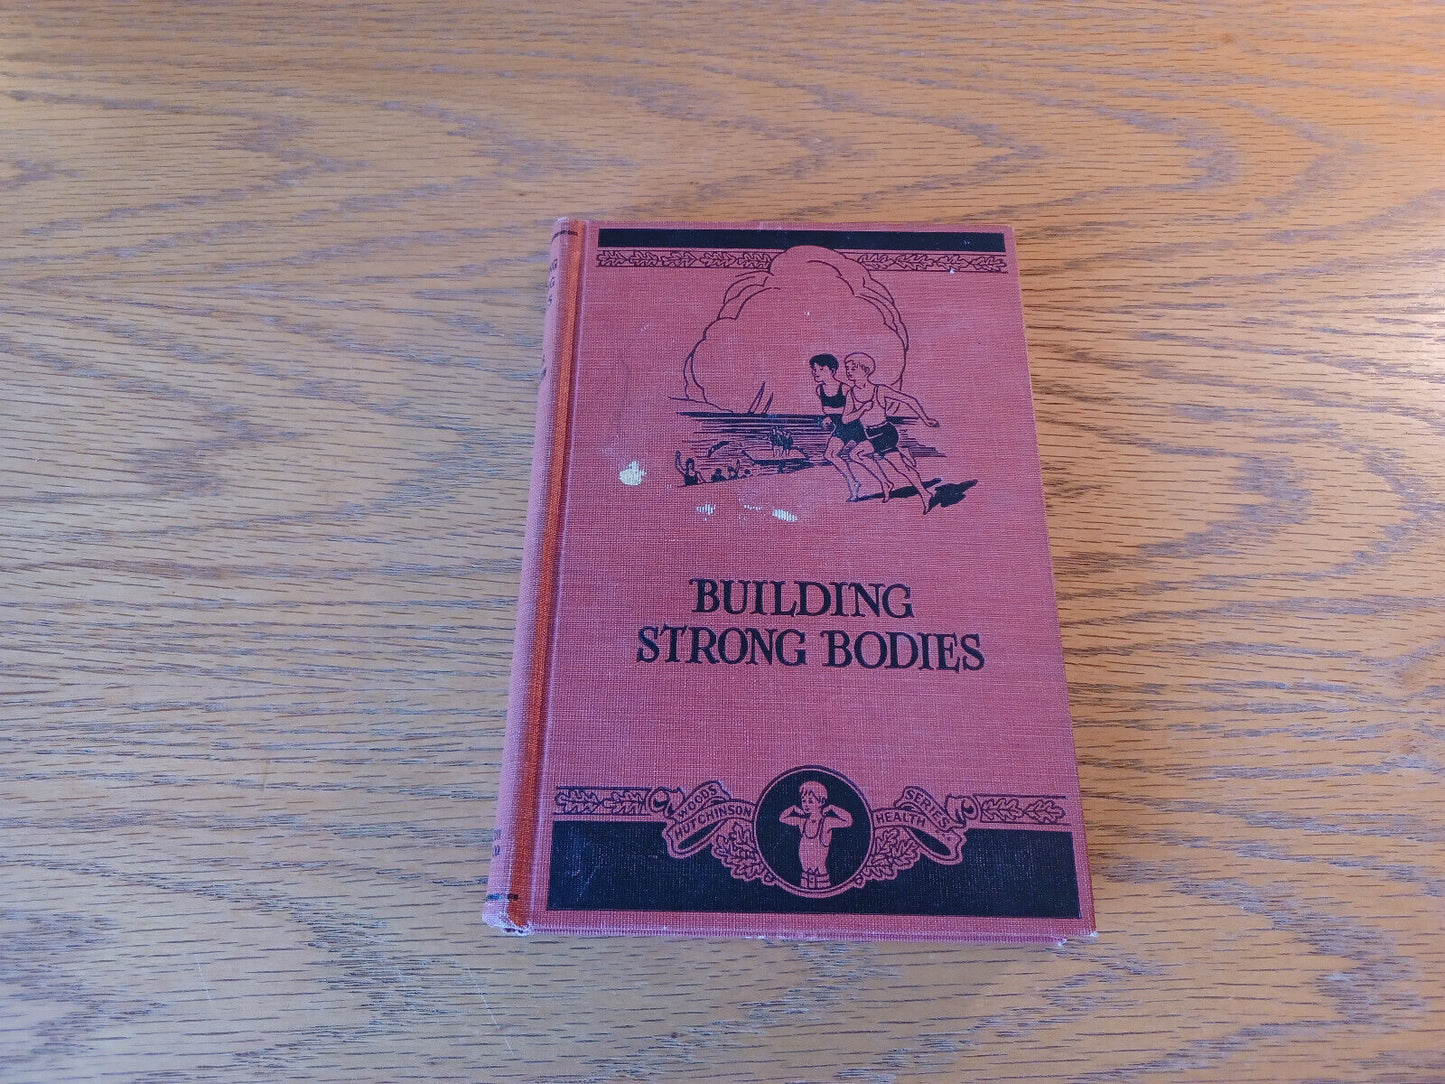 BUILDING
STRONG BODIES
WOODS
HUTCHINSON
SERIES
HEALTH